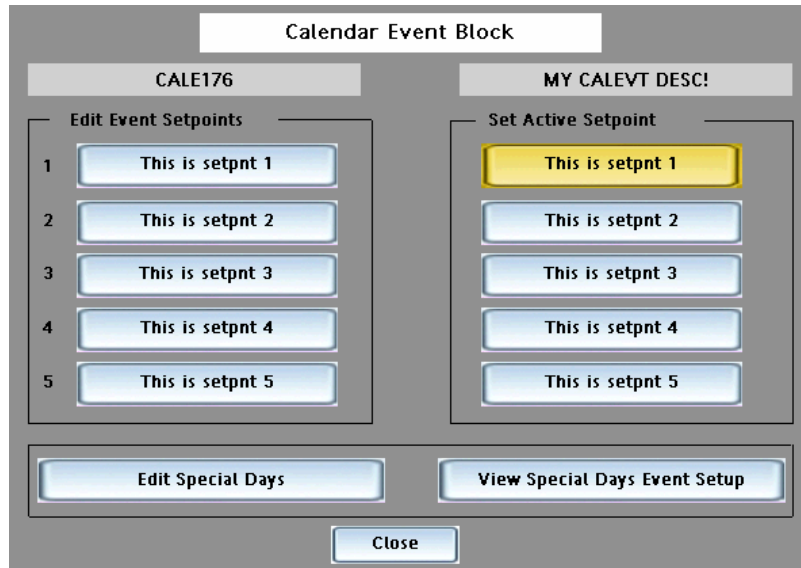 Calendar Event Block
CALE176
MY CALEVT DESC!
Edit Event Setpoints
Set Active Setpoint
1 This is setpnt 1
This is setpnt 1
2 This is setpnt 2
This is setpnt 2
3 This is setpnt 3
This is setpnt 3
4 This is setpnt 4
This is setpnt 4
5 This is setpnt 5
This is setpnt 5
Edit Special Days
View Special Days Event Setup
Close